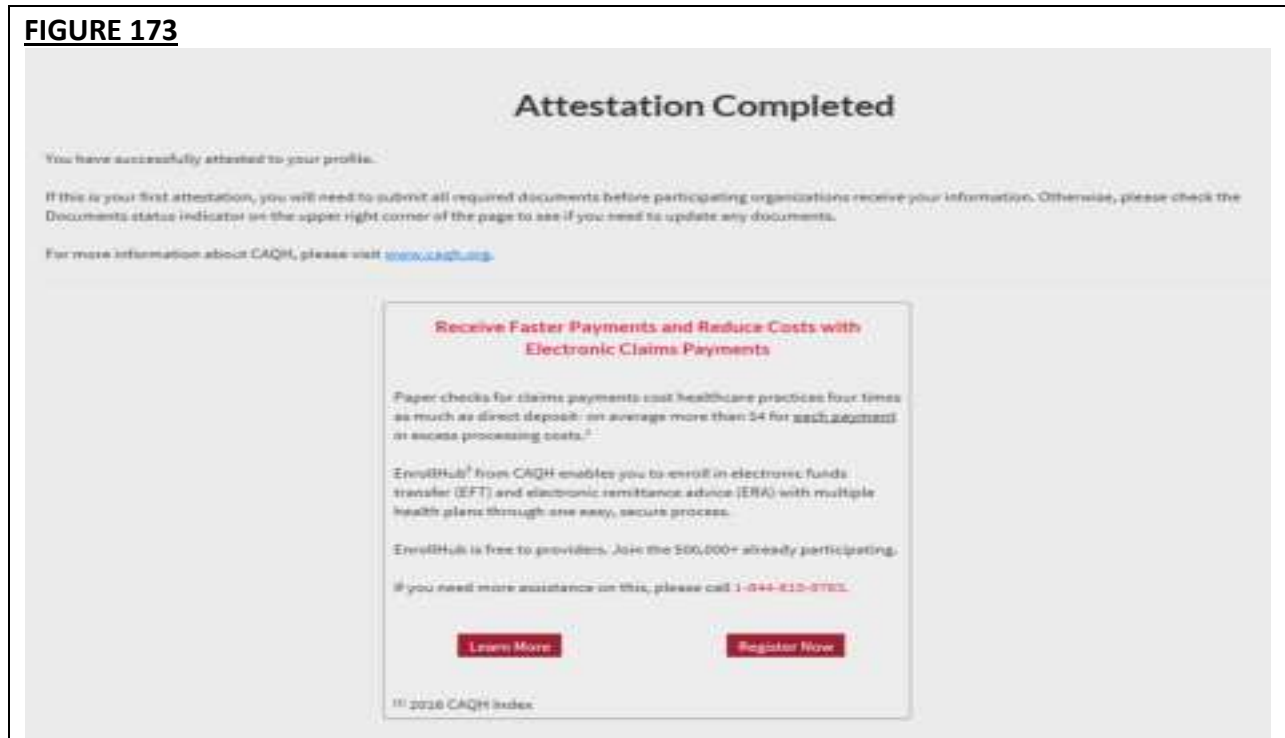 FIGURE 173
Attestation Completed
You have successfully attested to your profile.
If this is your first attestation, you will need to submit all required documents before participating organizations receive your information. Otherwise, please check the
Documents status indicator on the upper right corner of the page to see if you need to update any documents.
For more information about CAQH, please visit www.caqh.org.
Receive Faster Payments and Reduce Costs with
Electronic Claims Payments
Paper checks for claims payments cost healthcare practices four times
as much as direct deposit: on average more than $4 for each payment
in excess processing costs.
EnrollHub from CAQH enables you to enroll in electronic funds
transfer (EFT) and electronic remittance advice (ERA) with multiple
health plans through one easy, secure process.
EnrollHub is free to providers. Join the 500,000+ already participating.
If you need more assistance on this, please call
Learn More
Register Now
CAQH Index